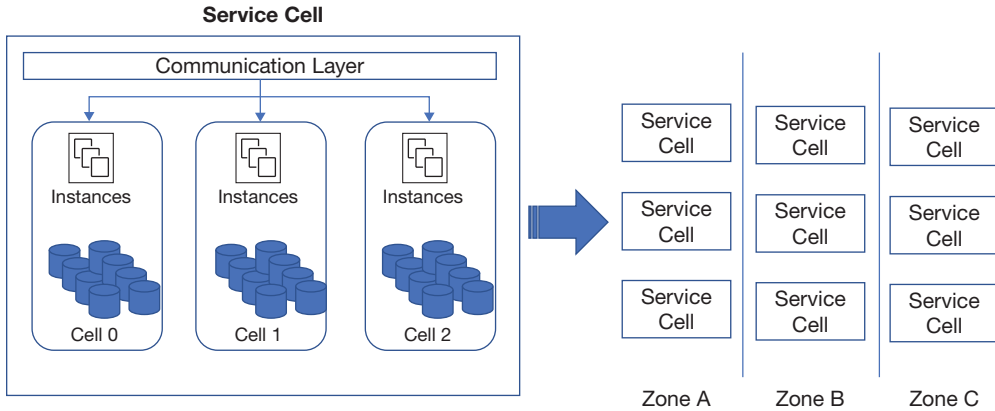 Service Cell
Communication Layer
Instances
Instances
Instances
Cell 0
Cell 1
Cell 2
Service
Cell
Service
Cell
Service
Cell
Service
Cell
Service
Cell
Service
Cell
Service
Cell
Service
Cell
Service
Cell
Zone A
Zone B
Zone C